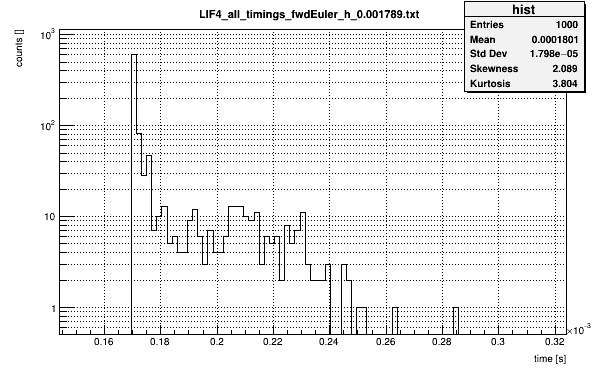 LIF4_all_timings_fwdEuler_h_0.001789.txt
hist
Entries 1000
Mean 0.0001801
Std Dev 1.798e−05
Skewness 2.089
Kurtosis 3.804
counts []
10³
10²
10
1
0.16 0.18 0.2 0.22 0.24 0.26 0.28 0.3 0.32
×10⁻³
time [s]